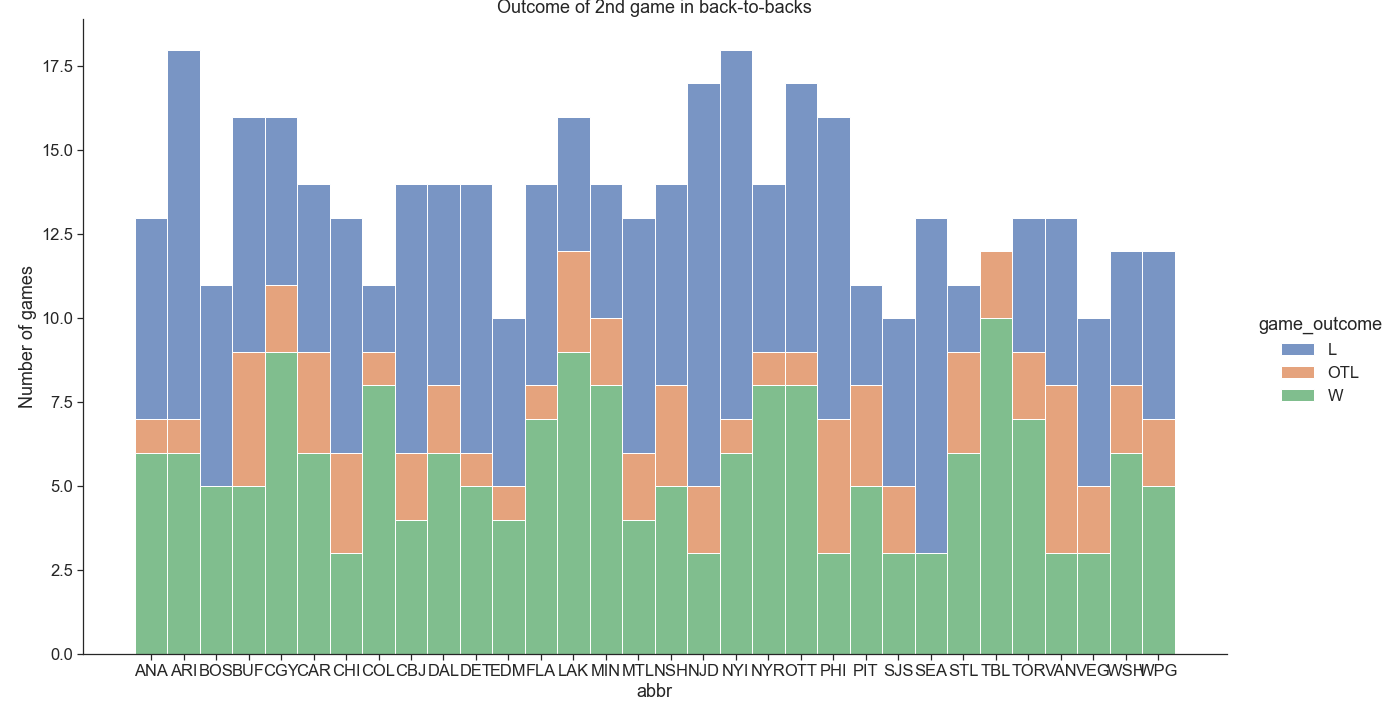 Outcome of 2nd game in back-to-backs
17.5
15.0
12.5
10.0
7.5
5.0
2.5
0.0
Number of games
ANA ARI BOS BUF CGY CAR CHI COL CBJ DAL DET EDM FLA LAK MIN MTL NSH NJD NYI NYR OTT PHI PIT SJS SEA STL TBL TOR VAN VEG WSH WPG
abbr
game_outcome
L
OTL
W